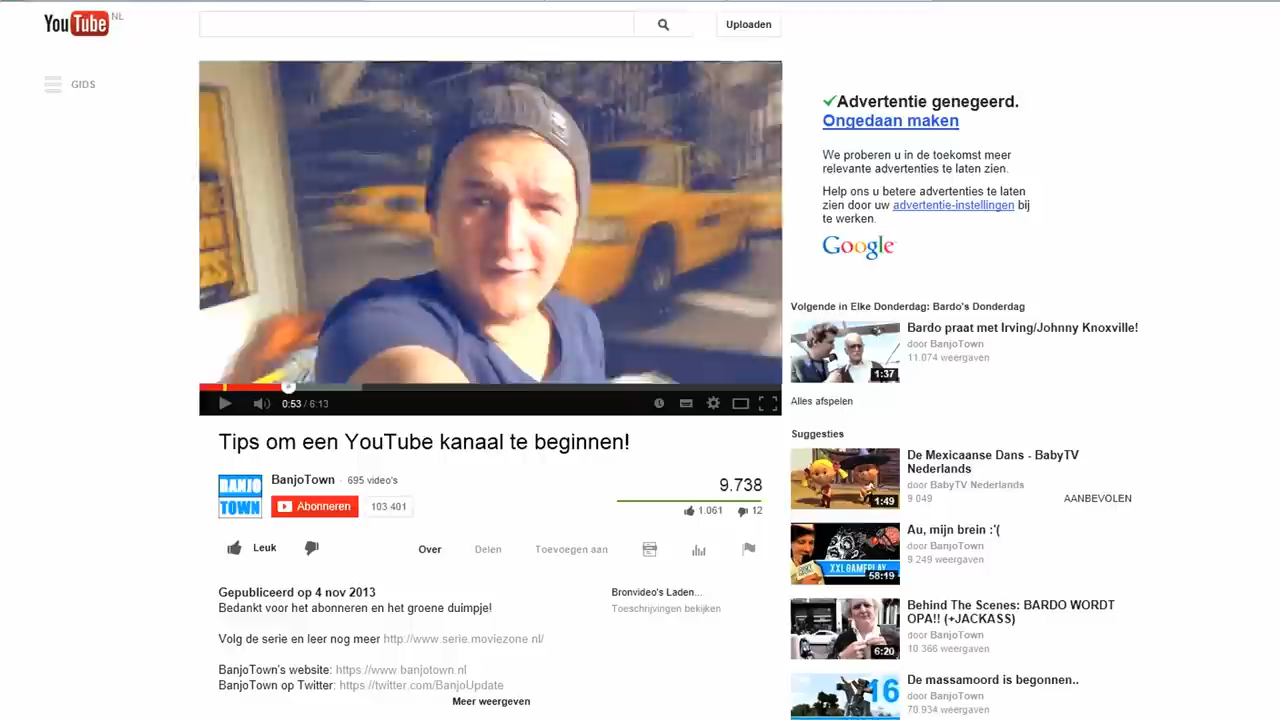 YouTube NL
Uploaden
GIDS
Advertentie genegeerd.
Ongedaan maken
We proberen u in de toekomst meer
relevante advertenties te laten zien.
Help ons u betere advertenties te laten
zien door uw advertentie-instellingen bij
te werken.
Google
0:53 / 6:13
Tips om een YouTube kanaal te beginnen!
BANJO
TOWN
BanjoTown · 695 video's
Abonneren 103 401
9.738
1.061 12
Leuk
Over Delen Toevoegen aan
Gepubliceerd op 4 nov 2013
Bedankt voor het abonneren en het groene duimpje!
Volg de serie en leer nog meer http://www.serie.moviezone.nl/
BanjoTown's website: https://www.banjotown.nl
BanjoTown op Twitter: https://twitter.com/BanjoUpdate
Meer weergeven
Bronvideo's Laden...
Toeschrijvingen bekijken
Volgende in Elke Donderdag: Bardo's Donderdag
1:37
Bardo praat met Irving/Johnny Knoxville!
door BanjoTown
11.074 weergaven
Alles afspelen
Suggesties
1:49
De Mexicaanse Dans - BabyTV
Nederlands
door BabyTV Nederlands
9 049 AANBEVOLEN
XXLGAMEPLAY
58:19
Au, mijn brein :'(
door BanjoTown
9 249 weergaven
6:20
Behind The Scenes: BARDO WORDT
OPA!! (+JACKASS)
door BanjoTown
10 366 weergaven
16
De massamoord is begonnen..
door BanjoTown
70.934 weergaven